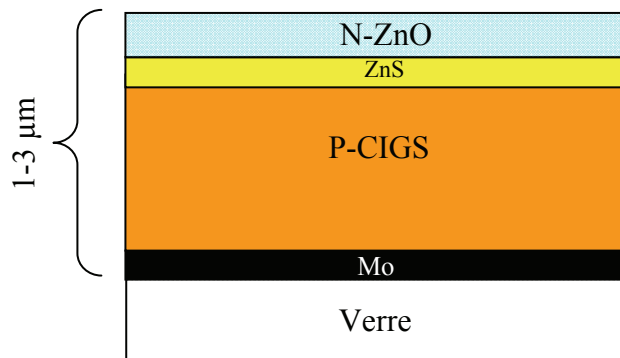 N-ZnO
ZnS
1-3 µm
P-CIGS
Mo
Verre